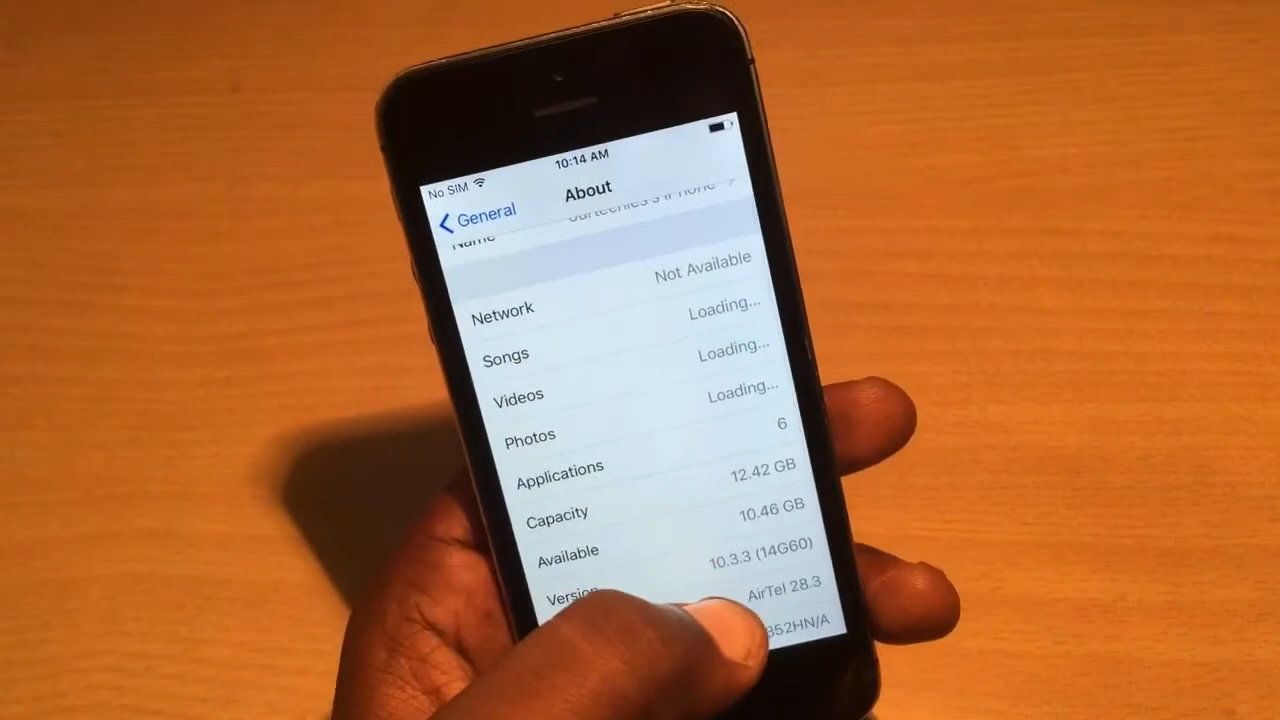 No SIM
10:14 AM
General
About
Name
Network Not Available
Songs Loading...
Videos Loading...
Photos Loading...
Applications 6
Capacity 12.42 GB
Available 10.46 GB
Version 10.3.3 (14G60)
AirTel 28.3
352HN/A